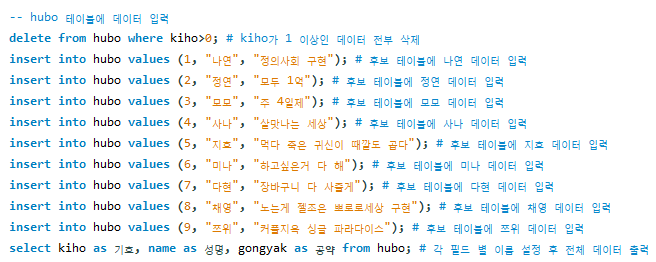 -- hubo 테이블에 데이터 입력
delete from hubo where kiho>0; # kiho가 1 이상인 데이터 전부 삭제
insert into hubo values (1, "나연", "정의사회 구현"); # 후보 테이블에 나연 데이터 입력
insert into hubo values (2, "정연", "모두 1억"); # 후보 테이블에 정연 데이터 입력
insert into hubo values (3, "모모", "주 4일제"); # 후보 테이블에 모모 데이터 입력
insert into hubo values (4, "사나", "살맛나는 세상"); # 후보 테이블에 사나 데이터 입력
insert into hubo values (5, "지효", "먹다 죽은 귀신이 때깔도 곱다"); # 후보 테이블에 지효 데이터 입력
insert into hubo values (6, "미나", "하고싶은거 다 해"); # 후보 테이블에 미나 데이터 입력
insert into hubo values (7, "다현", "장바구니 다 사줄게"); # 후보 테이블에 다현 데이터 입력
insert into hubo values (8, "채영", "노는게 젤조은 뽀로로세상 구현"); # 후보 테이블에 채영 데이터 입력
insert into hubo values (9, "쯔위", "커플지옥 싱글 파라다이스"); # 후보 테이블에 쯔위 데이터 입력
select kiho as 기호, name as 성명, gongyak as 공약 from hubo; # 각 필드 별 이름 설정 후 전체 데이터 출력